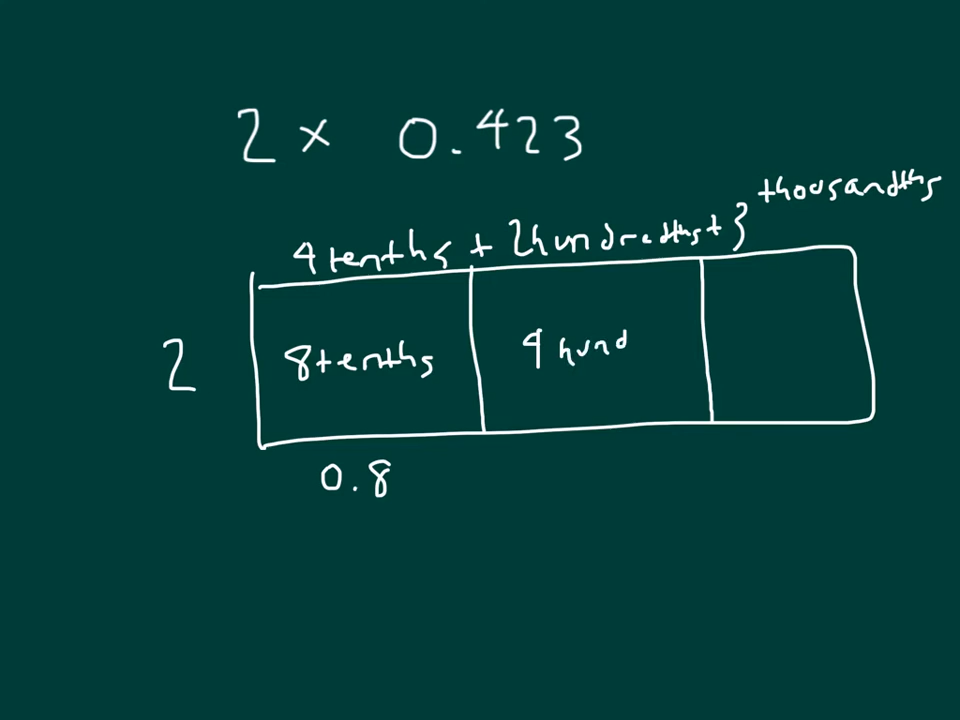 2 × 0.423
thousandths
4 tenths + 2 hundredths + 3
2
8 tenths
4 hund
0.8